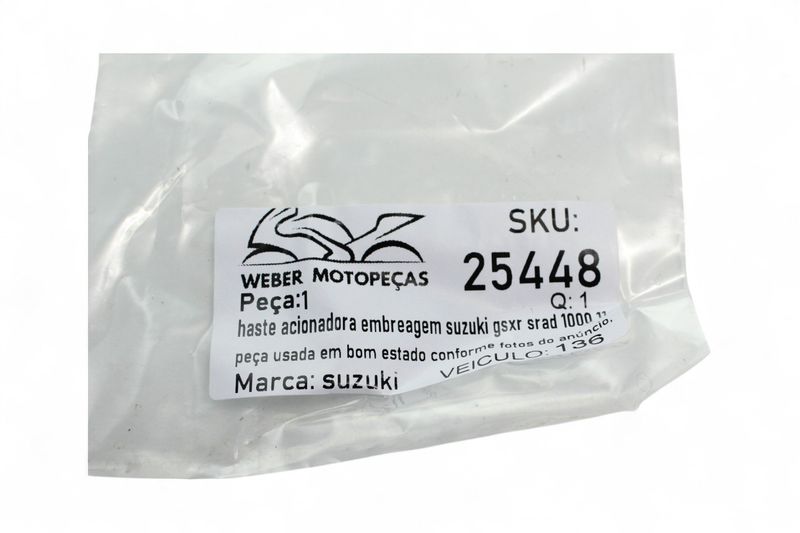 SKU:
25448
WEBER MOTOPEÇAS
Peça:1
Q: 1
haste acionadora embreagem suzuki gsxr srad 1000 11
peça usada em bom estado conforme fotos do anúncio.
Marca: suzuki
VEICULO: 136